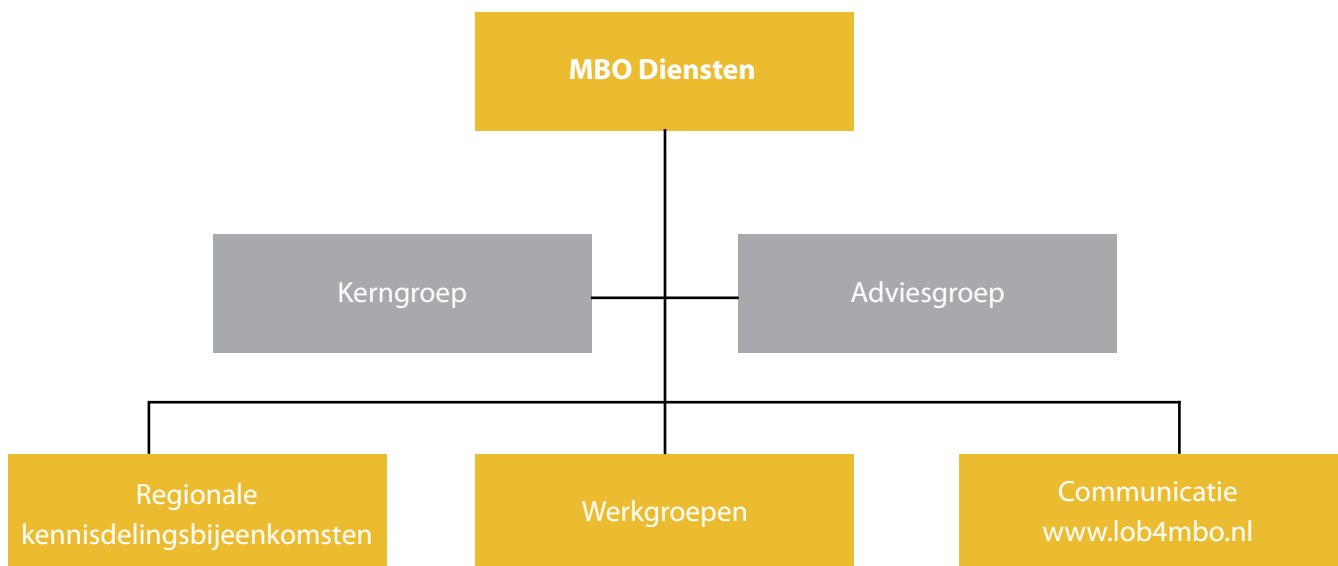 MBO Diensten
Kerngroep
Adviesgroep
Regionale
kennisdelingsbijeenkomsten
Werkgroepen
Communicatie
www.lob4mbo.nl